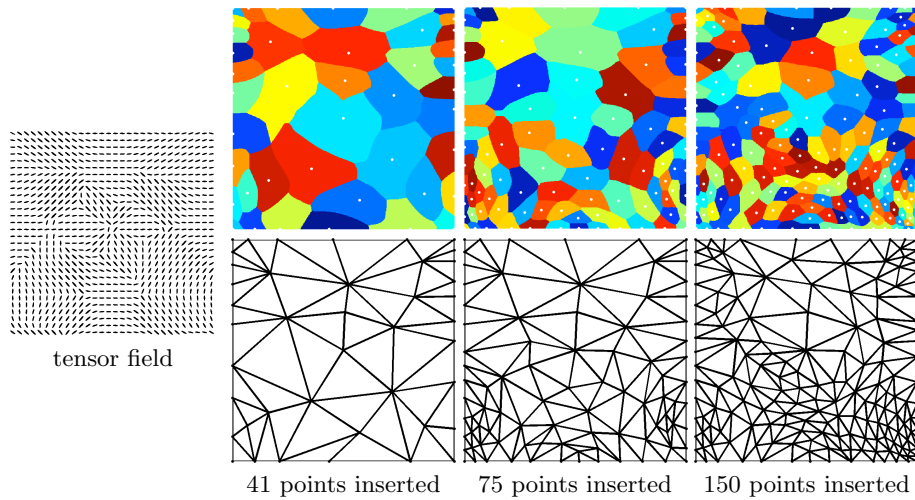 tensor field
41 points inserted
75 points inserted
150 points inserted